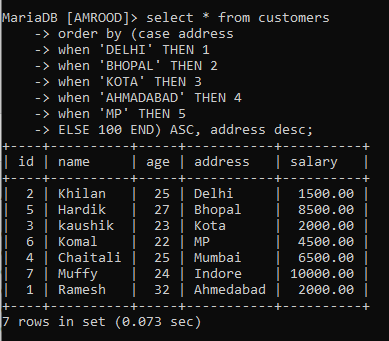 MariaDB [AMROOD]> select * from customers
    -> order by (case address
    -> when 'DELHI' THEN 1
    -> when 'BHOPAL' THEN 2
    -> when 'KOTA' THEN 3
    -> when 'AHMADABAD' THEN 4
    -> when 'MP' THEN 5
    -> ELSE 100 END) ASC, address desc;
+----+----------+-----+-----------+----------+
| id | name     | age | address   | salary   |
+----+----------+-----+-----------+----------+
|  2 | Khilan   |  25 | Delhi     |  1500.00 |
|  5 | Hardik   |  27 | Bhopal    |  8500.00 |
|  3 | kaushik  |  23 | Kota      |  2000.00 |
|  6 | Komal    |  22 | MP        |  4500.00 |
|  4 | Chaitali |  25 | Mumbai    |  6500.00 |
|  7 | Muffy    |  24 | Indore    | 10000.00 |
|  1 | Ramesh   |  32 | Ahmedabad |  2000.00 |
+----+----------+-----+-----------+----------+
7 rows in set (0.073 sec)